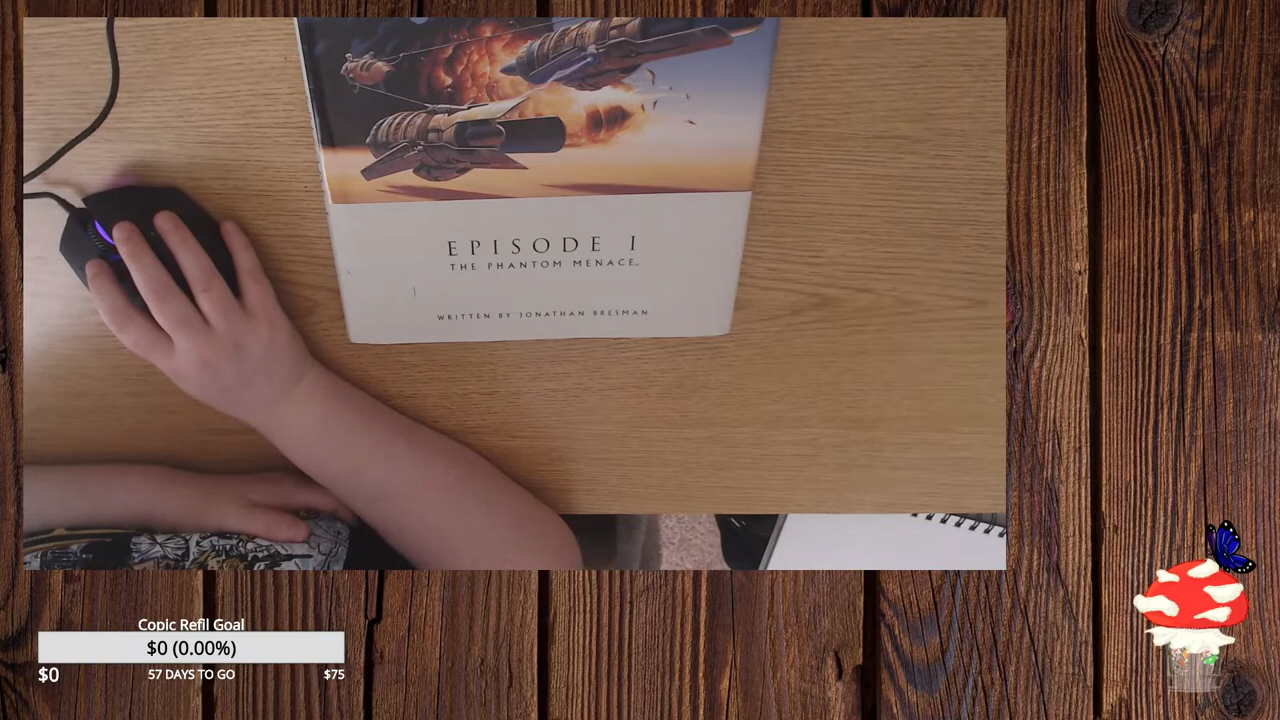 EPISODE I
THE PHANTOM MENACE
WRITTEN BY JONATHAN BRESMAN
Copic Refil Goal
$0 (0.00%)
$0 57 DAYS TO GO $75